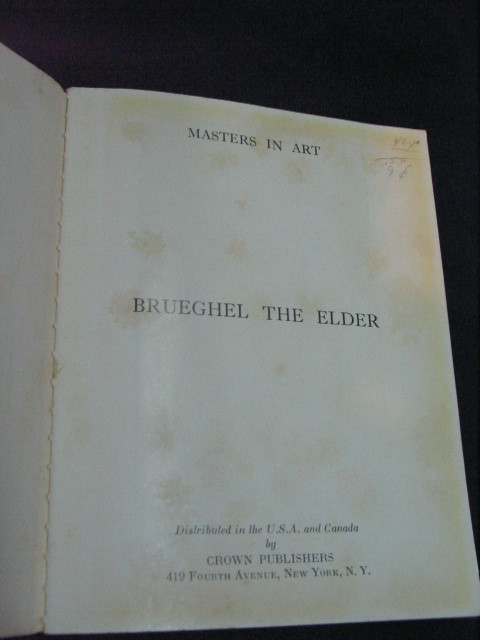 MASTERS IN ART
BRUEGHEL THE ELDER
Distributed in the U.S.A. and Canada
by
CROWN PUBLISHERS
419 FOURTH AVENUE, NEW YORK, N. Y.